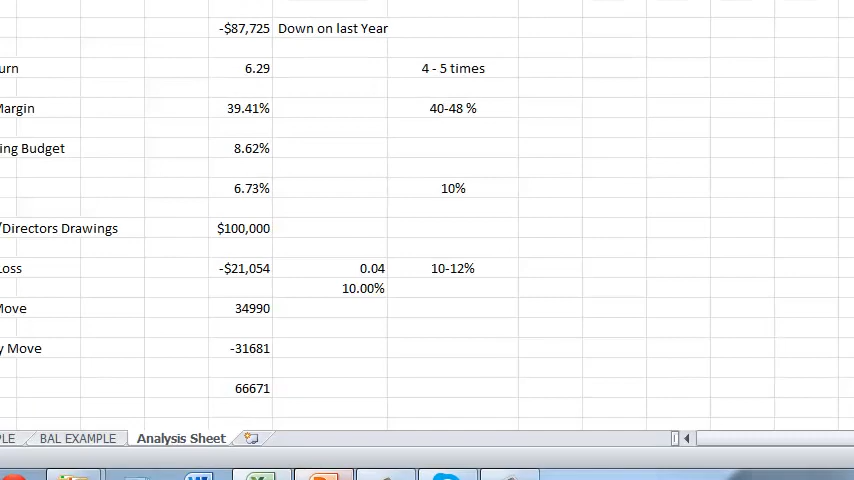 -$87,725 Down on last Year
urn 6.29 4 - 5 times
Margin 39.41% 40-48 %
ing Budget 8.62%
6.73% 10%
/Directors Drawings $100,000
Loss -$21,054 0.04 10-12%
10.00%
Move 34990
y Move -31681
66671
PLE BAL EXAMPLE Analysis Sheet